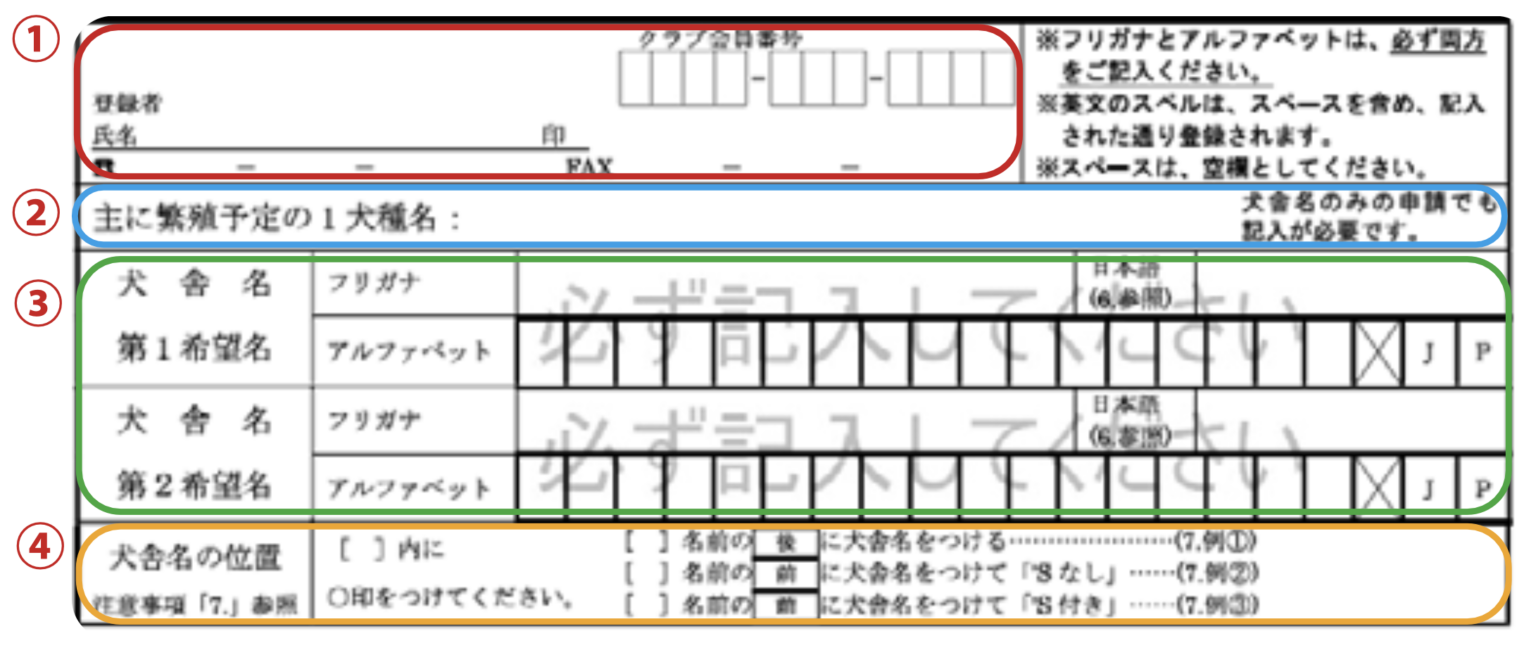 ①
クラブ会員番号
- -
登録者
氏名 印
☎ － － FAX － －
※フリガナとアルファベットは、必ず両方
をご記入ください。
※英文のスペルは、スペースを含め、記入
された通り登録されます。
※スペースは、空欄としてください。
②
主に繁殖予定の1犬種名：
犬舎名のみの申請でも
記入が必要です。
③
犬舎名
第1希望名
フリガナ
必ず記入してください
日本語
(6.参照)
アルファベット
J P
犬舎名
第2希望名
フリガナ
必ず記入してください
日本語
(6.参照)
アルファベット
J P
④
犬舎名の位置
注意事項「7.」参照
[ ]内に
○印をつけてください。
[ ]名前の 後 に犬舎名をつける…………………(7.例①)
[ ]名前の 前 に犬舎名をつけて「'Sなし」……(7.例②)
[ ]名前の 前 に犬舎名をつけて「'S付き」……(7.例③)